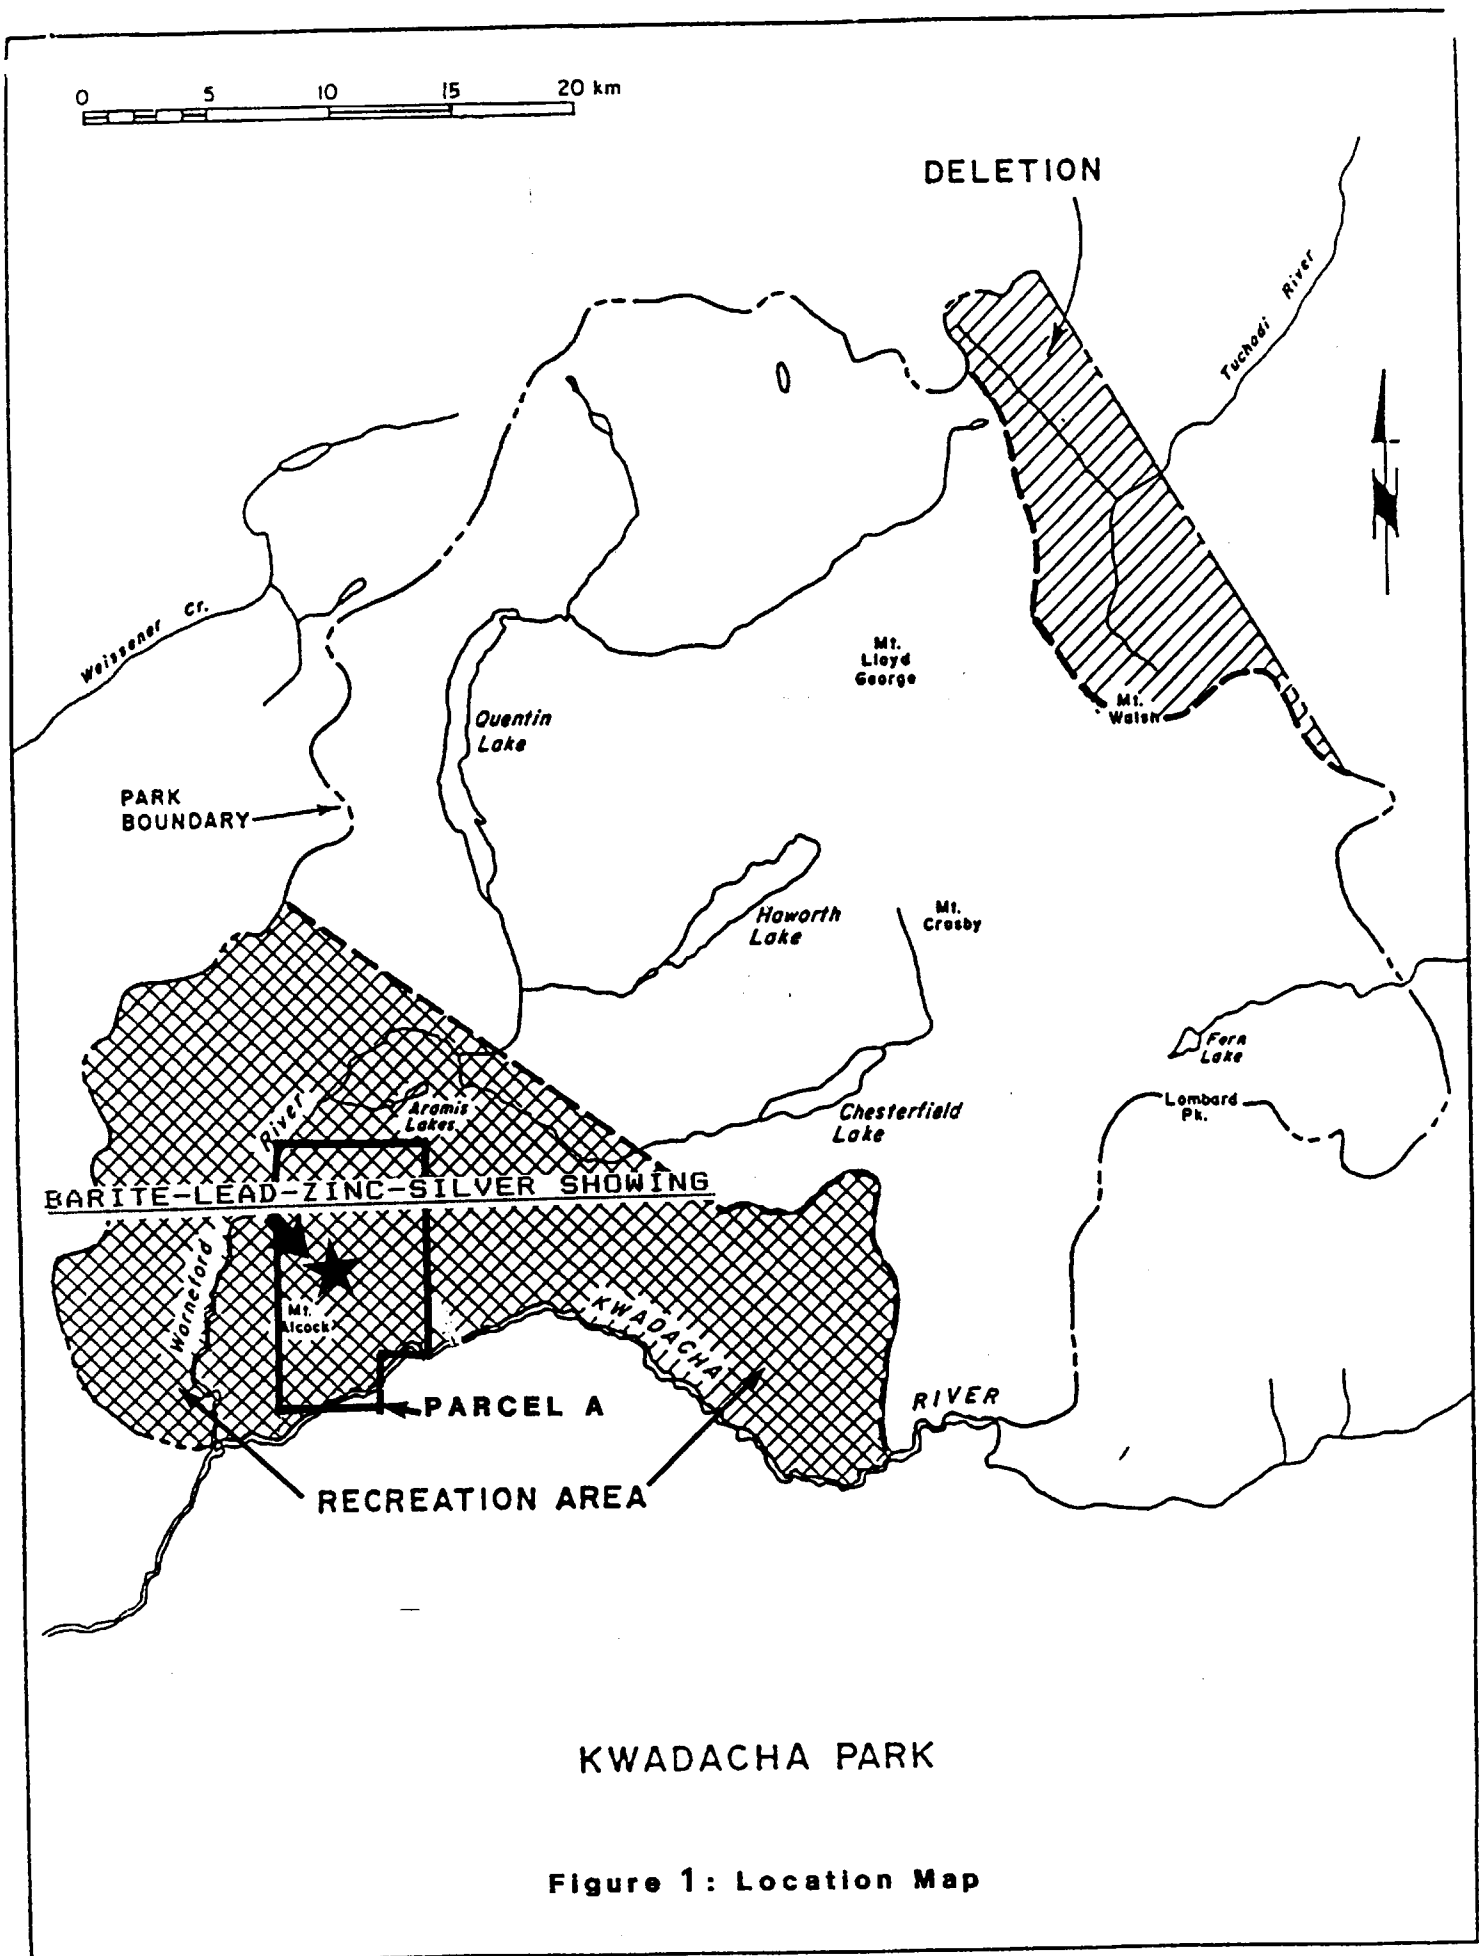 0 5 10 15 20 km
DELETION
Tuchodi River
Weissener Cr.
Mt.
Lloyd
George
Mt.
Walsh
Quentin
Lake
PARK
BOUNDARY
Haworth
Lake
Mt.
Crosby
Fern
Lake
Lombard
Pk.
Aramis
Lakes
River
Chesterfield
Lake
BARITE-LEAD-ZINC-SILVER SHOWING
Warneford
Mt.
Alcock
KWADACHA
RIVER
PARCEL A
RECREATION AREA
KWADACHA PARK
Figure 1: Location Map